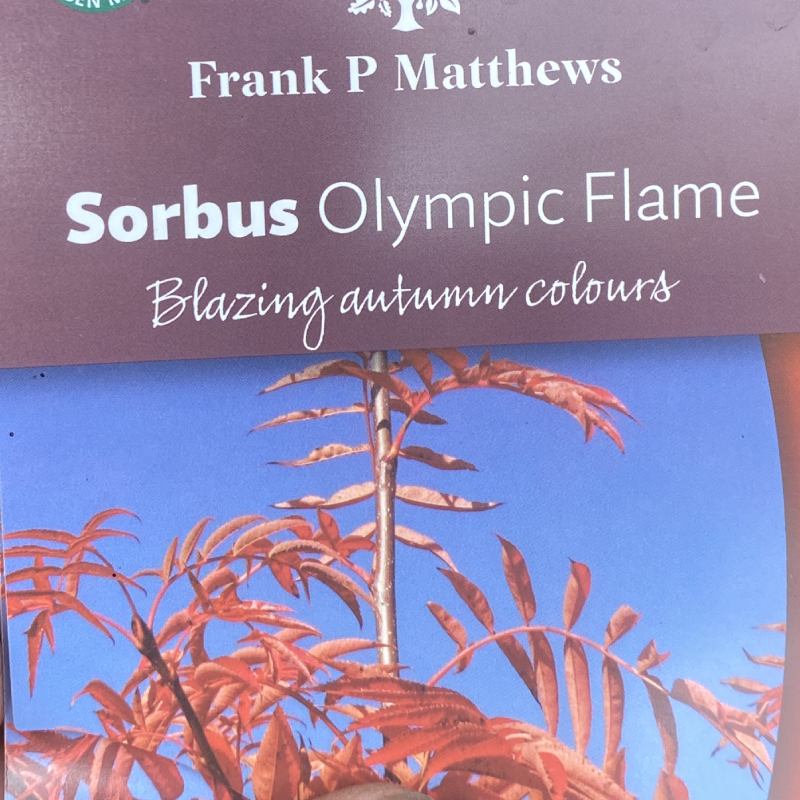 Frank P Matthews
Sorbus Olympic Flame
Blazing autumn colours